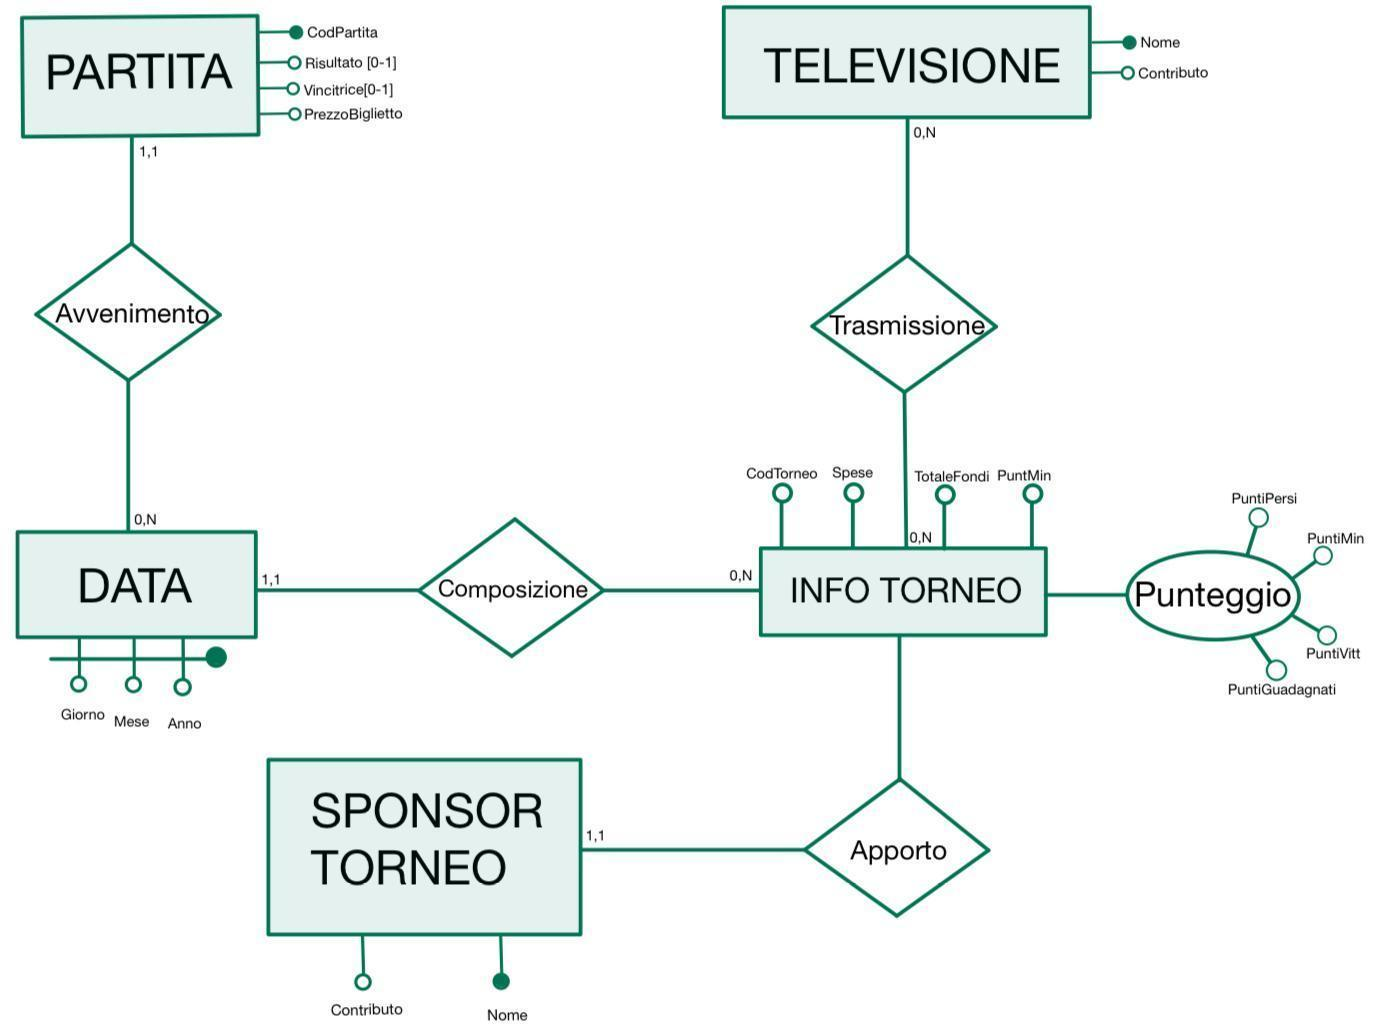 PARTITA
CodPartita
Risultato [0-1]
Vincitrice[0-1]
PrezzoBiglietto
1,1
TELEVISIONE
Nome
Contributo
0,N
Avvenimento
Trasmissione
0,N
CodTorneo
Spese
TotaleFondi
PuntMin
0,N
DATA
1,1
Composizione
0,N
INFO TORNEO
Punteggio
PuntiPersi
PuntiMin
PuntiVitt
PuntiGuadagnati
Giorno
Mese
Anno
SPONSOR
TORNEO
1,1
Apporto
Contributo
Nome